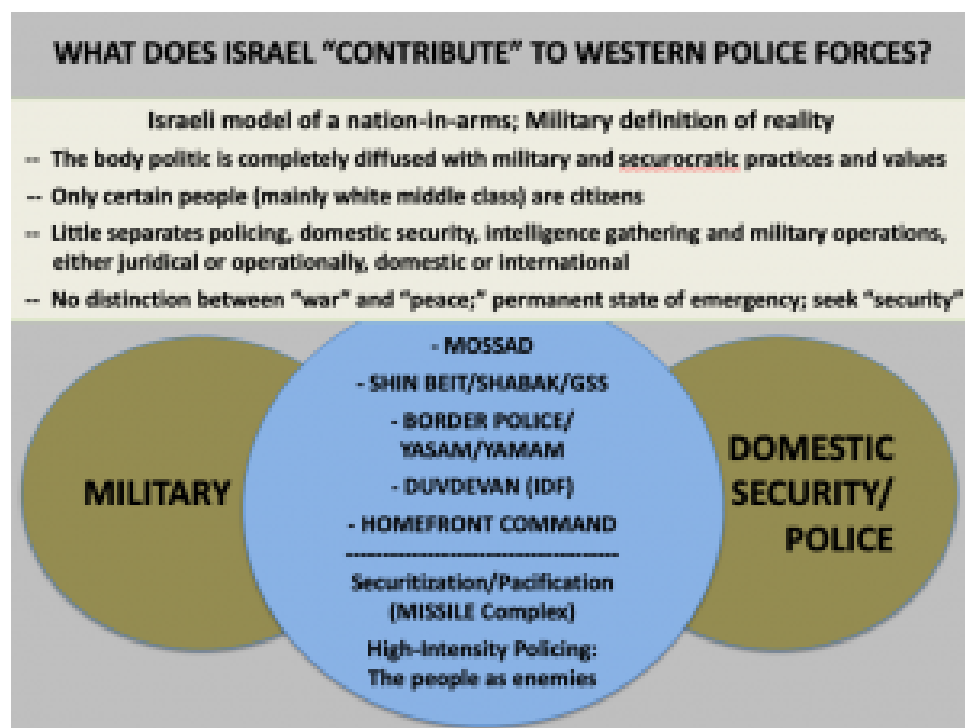 WHAT DOES ISRAEL “CONTRIBUTE” TO WESTERN POLICE FORCES?
Israeli model of a nation-in-arms; Military definition of reality
-- The body politic is completely diffused with military and securocratic practices and values
-- Only certain people (mainly white middle class) are citizens
-- Little separates policing, domestic security, intelligence gathering and military operations,
either juridical or operationally, domestic or international
-- No distinction between “war” and “peace;” permanent state of emergency; seek “security”
MILITARY
- MOSSAD
- SHIN BEIT/SHABAK/GSS
- BORDER POLICE/
YASAM/YAMAM
- DUVDEVAN (IDF)
- HOMEFRONT COMMAND
---------------------------------
Securitization/Pacification
(MISSILE Complex)
High-Intensity Policing:
The people as enemies
DOMESTIC
SECURITY/
POLICE